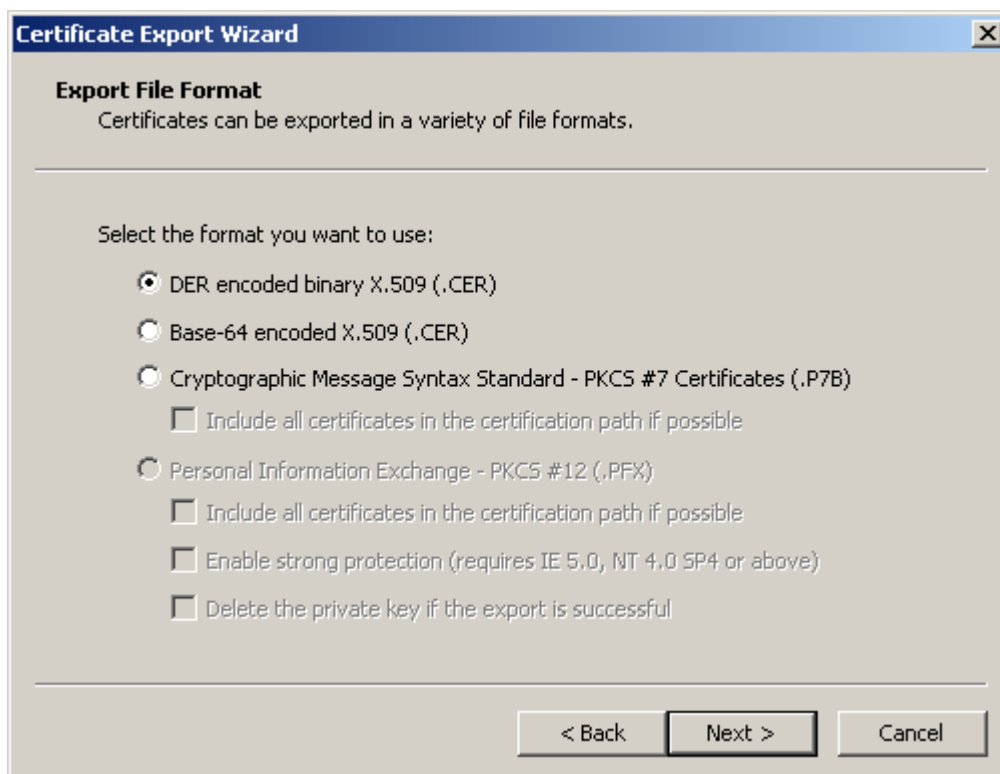 Certificate Export Wizard
Export File Format
Certificates can be exported in a variety of file formats.
Select the format you want to use:
DER encoded binary X.509 (.CER)
Base-64 encoded X.509 (.CER)
Cryptographic Message Syntax Standard - PKCS #7 Certificates (.P7B)
Include all certificates in the certification path if possible
Personal Information Exchange - PKCS #12 (.PFX)
Include all certificates in the certification path if possible
Enable strong protection (requires IE 5.0, NT 4.0 SP4 or above)
Delete the private key if the export is successful
< Back Next > Cancel